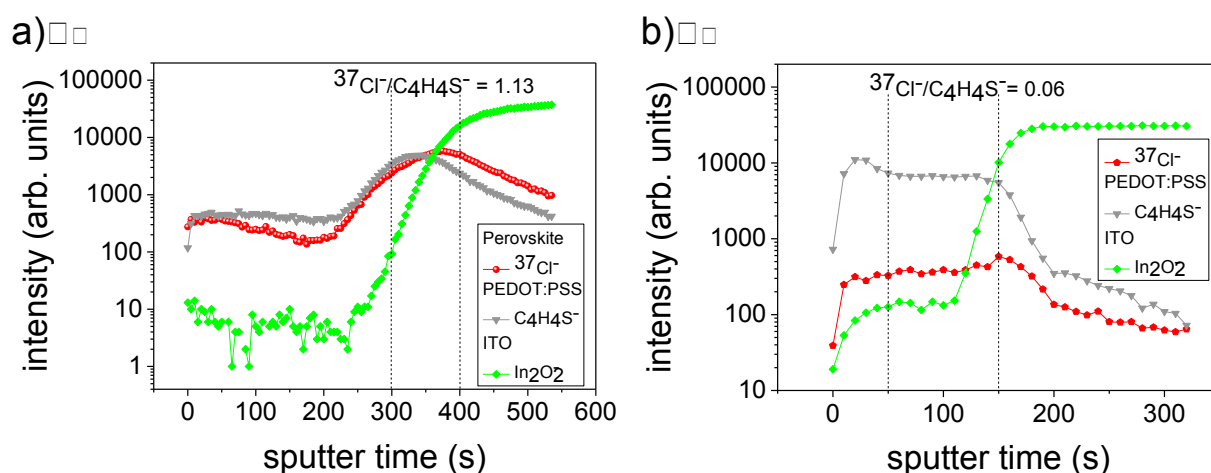 a)□□
intensity (arb. units)
100000
10000
1000
100
10
1
37Cl⁻/C4H4S⁻ = 1.13
Perovskite
37Cl⁻
PEDOT:PSS
C4H4S⁻
ITO
In2O2⁻
0 100 200 300 400 500 600
sputter time (s)
b)□□
intensity (arb. units)
100000
10000
1000
100
10
37Cl⁻/C4H4S⁻= 0.06
37Cl⁻
PEDOT:PSS
C4H4S⁻
ITO
In2O2⁻
0 100 200 300
sputter time (s)